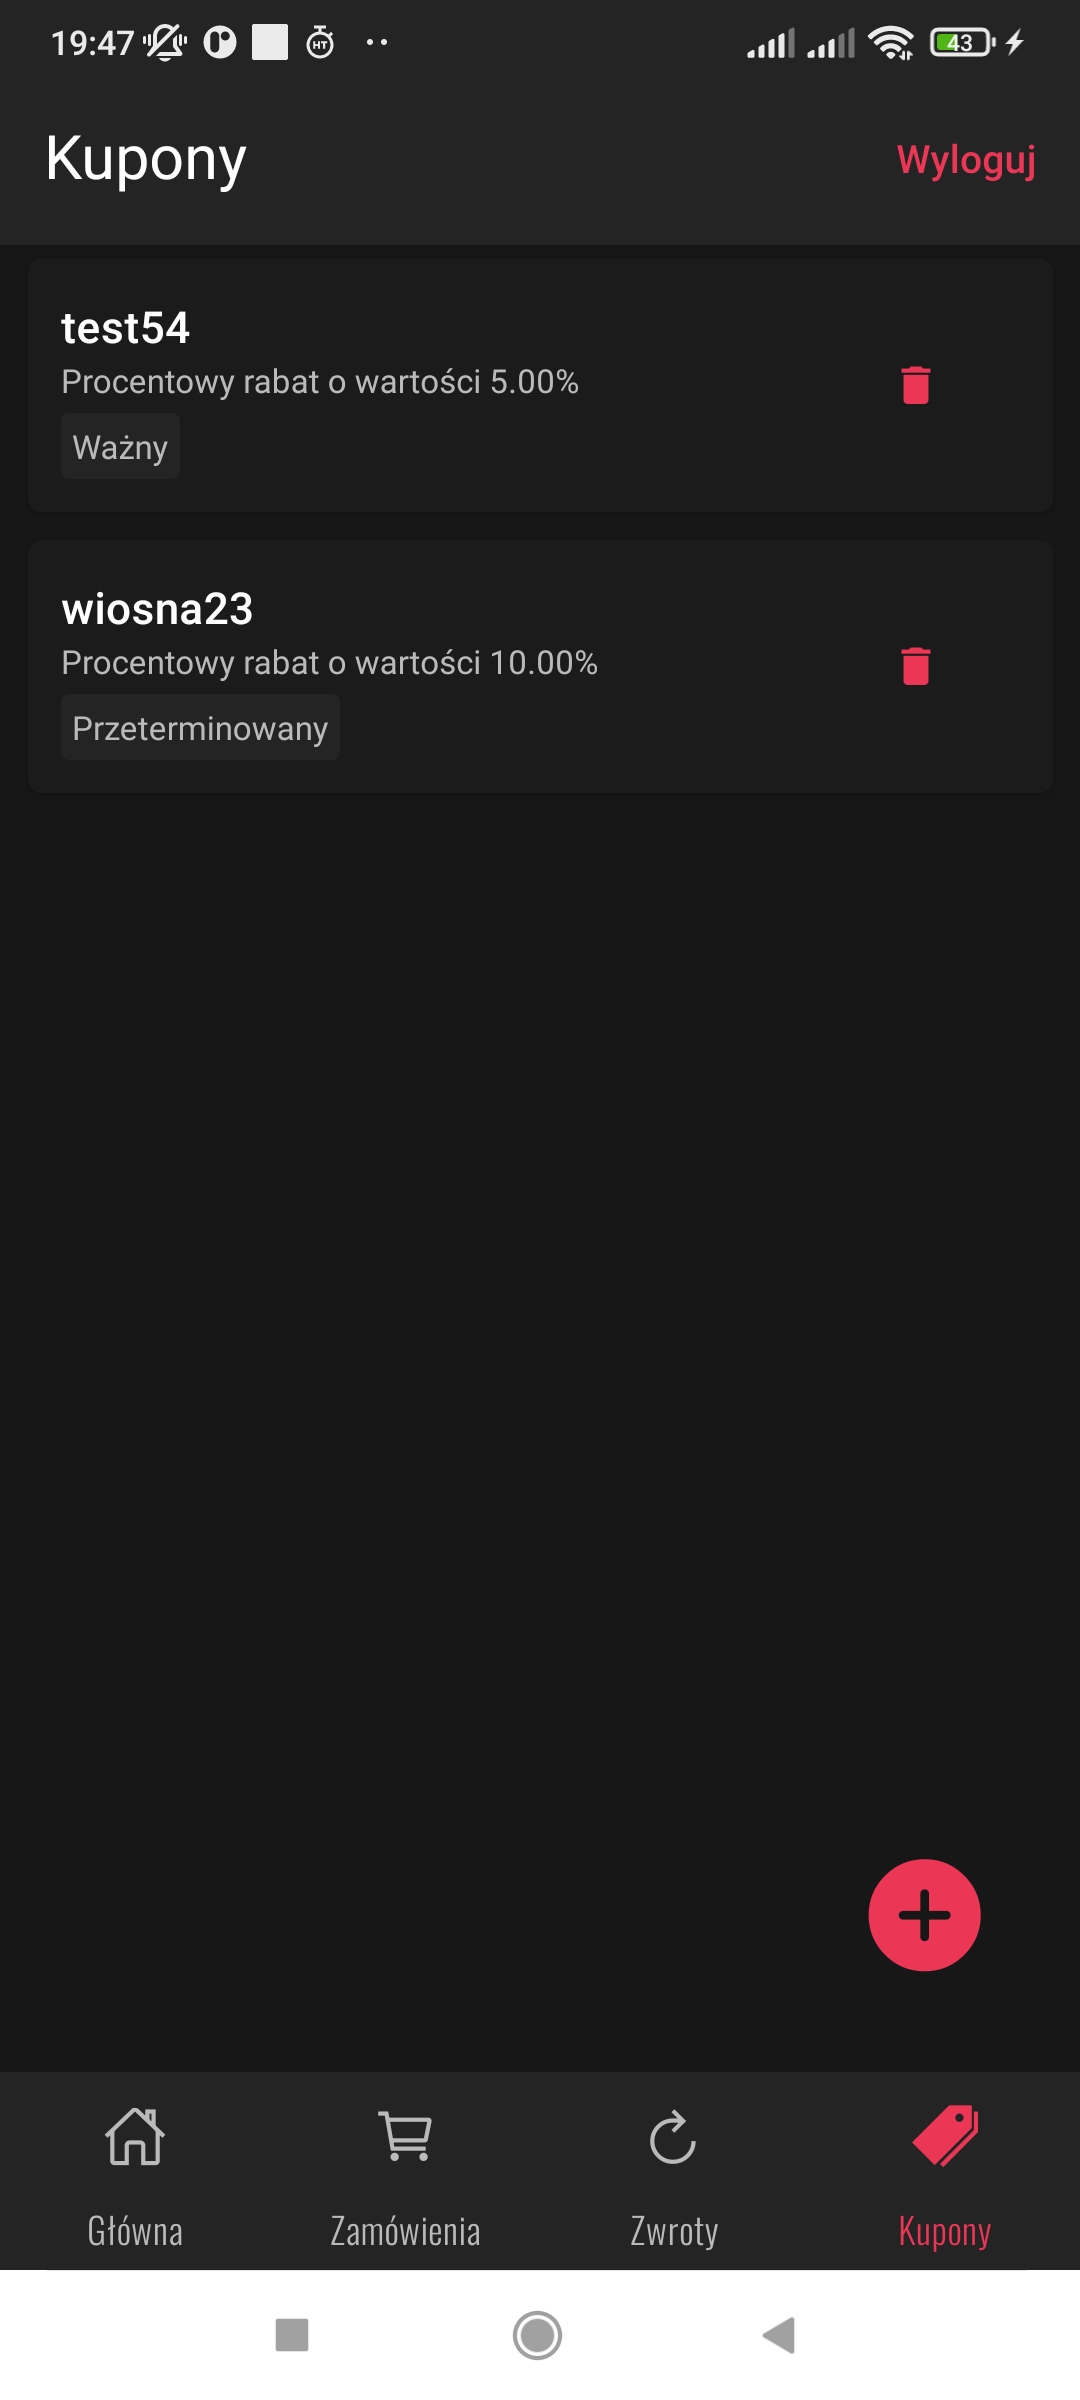 19:47
43
Kupony
Wyloguj
test54
Procentowy rabat o wartości 5.00%
Ważny
wiosna23
Procentowy rabat o wartości 10.00%
Przeterminowany
Główna
Zamówienia
Zwroty
Kupony